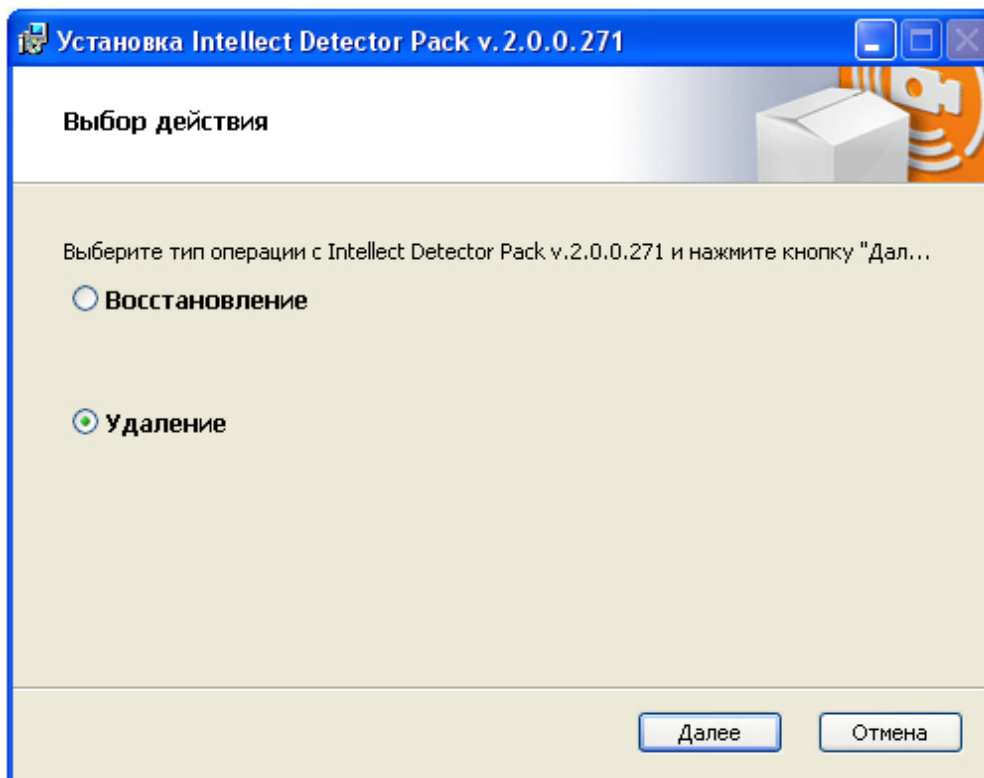 Установка Intellect Detector Pack v.2.0.0.271
Выбор действия
Выберите тип операции с Intellect Detector Pack v.2.0.0.271 и нажмите кнопку "Дал...
Восстановление
Удаление
Далее
Отмена